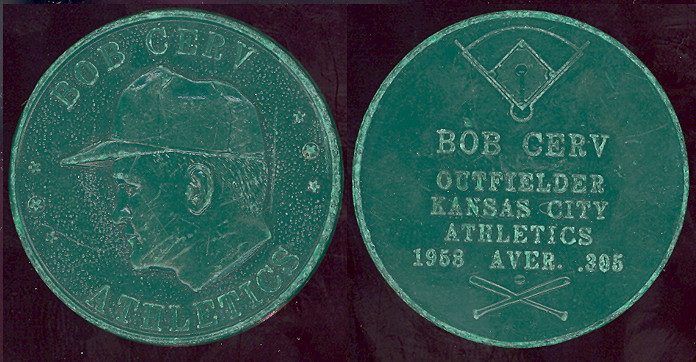 BOB CERV
ATHLETICS
BOB CERV
OUTFIELDER
KANSAS CITY
ATHLETICS
1958 AVER. .305